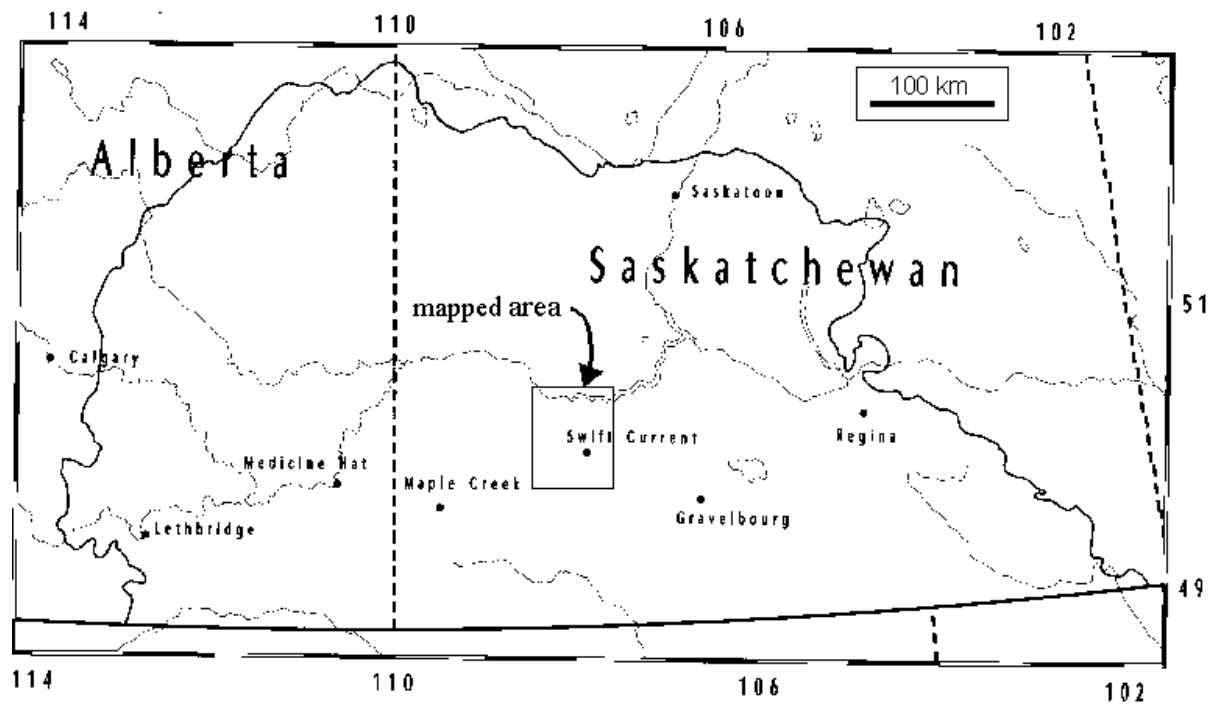 114
110
106
102
100 km
Alberta
Saskatoon
Saskatchewan
mapped area
51
Calgary
Swift Current
Regina
Medicine Hat
Maple Creek
Gravelbourg
Lethbridge
49
114
110
106
102